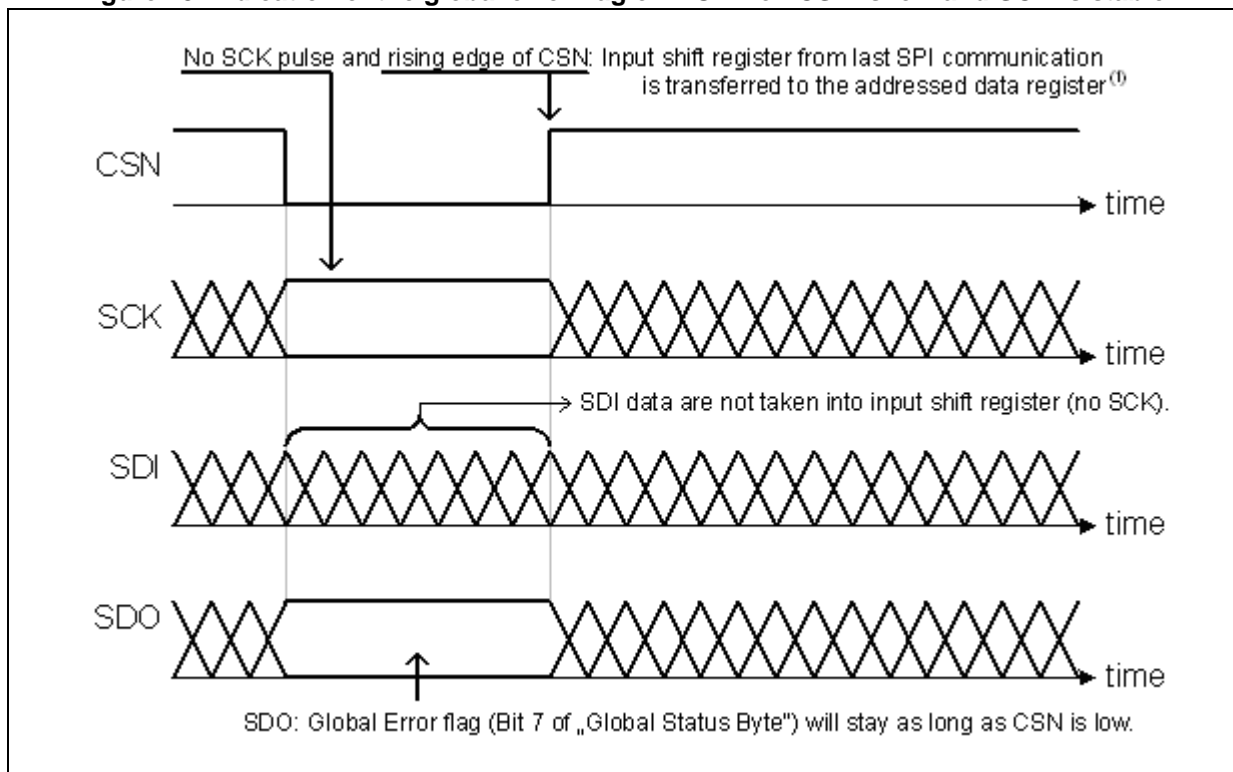 No SCK pulse and rising edge of CSN: Input shift register from last SPI communication
is transferred to the addressed data register(1)
CSN
time
SCK
time
SDI data are not taken into input shift register (no SCK).
SDI
time
SDO
time
SDO: Global Error flag (Bit 7 of „Global Status Byte") will stay as long as CSN is low.